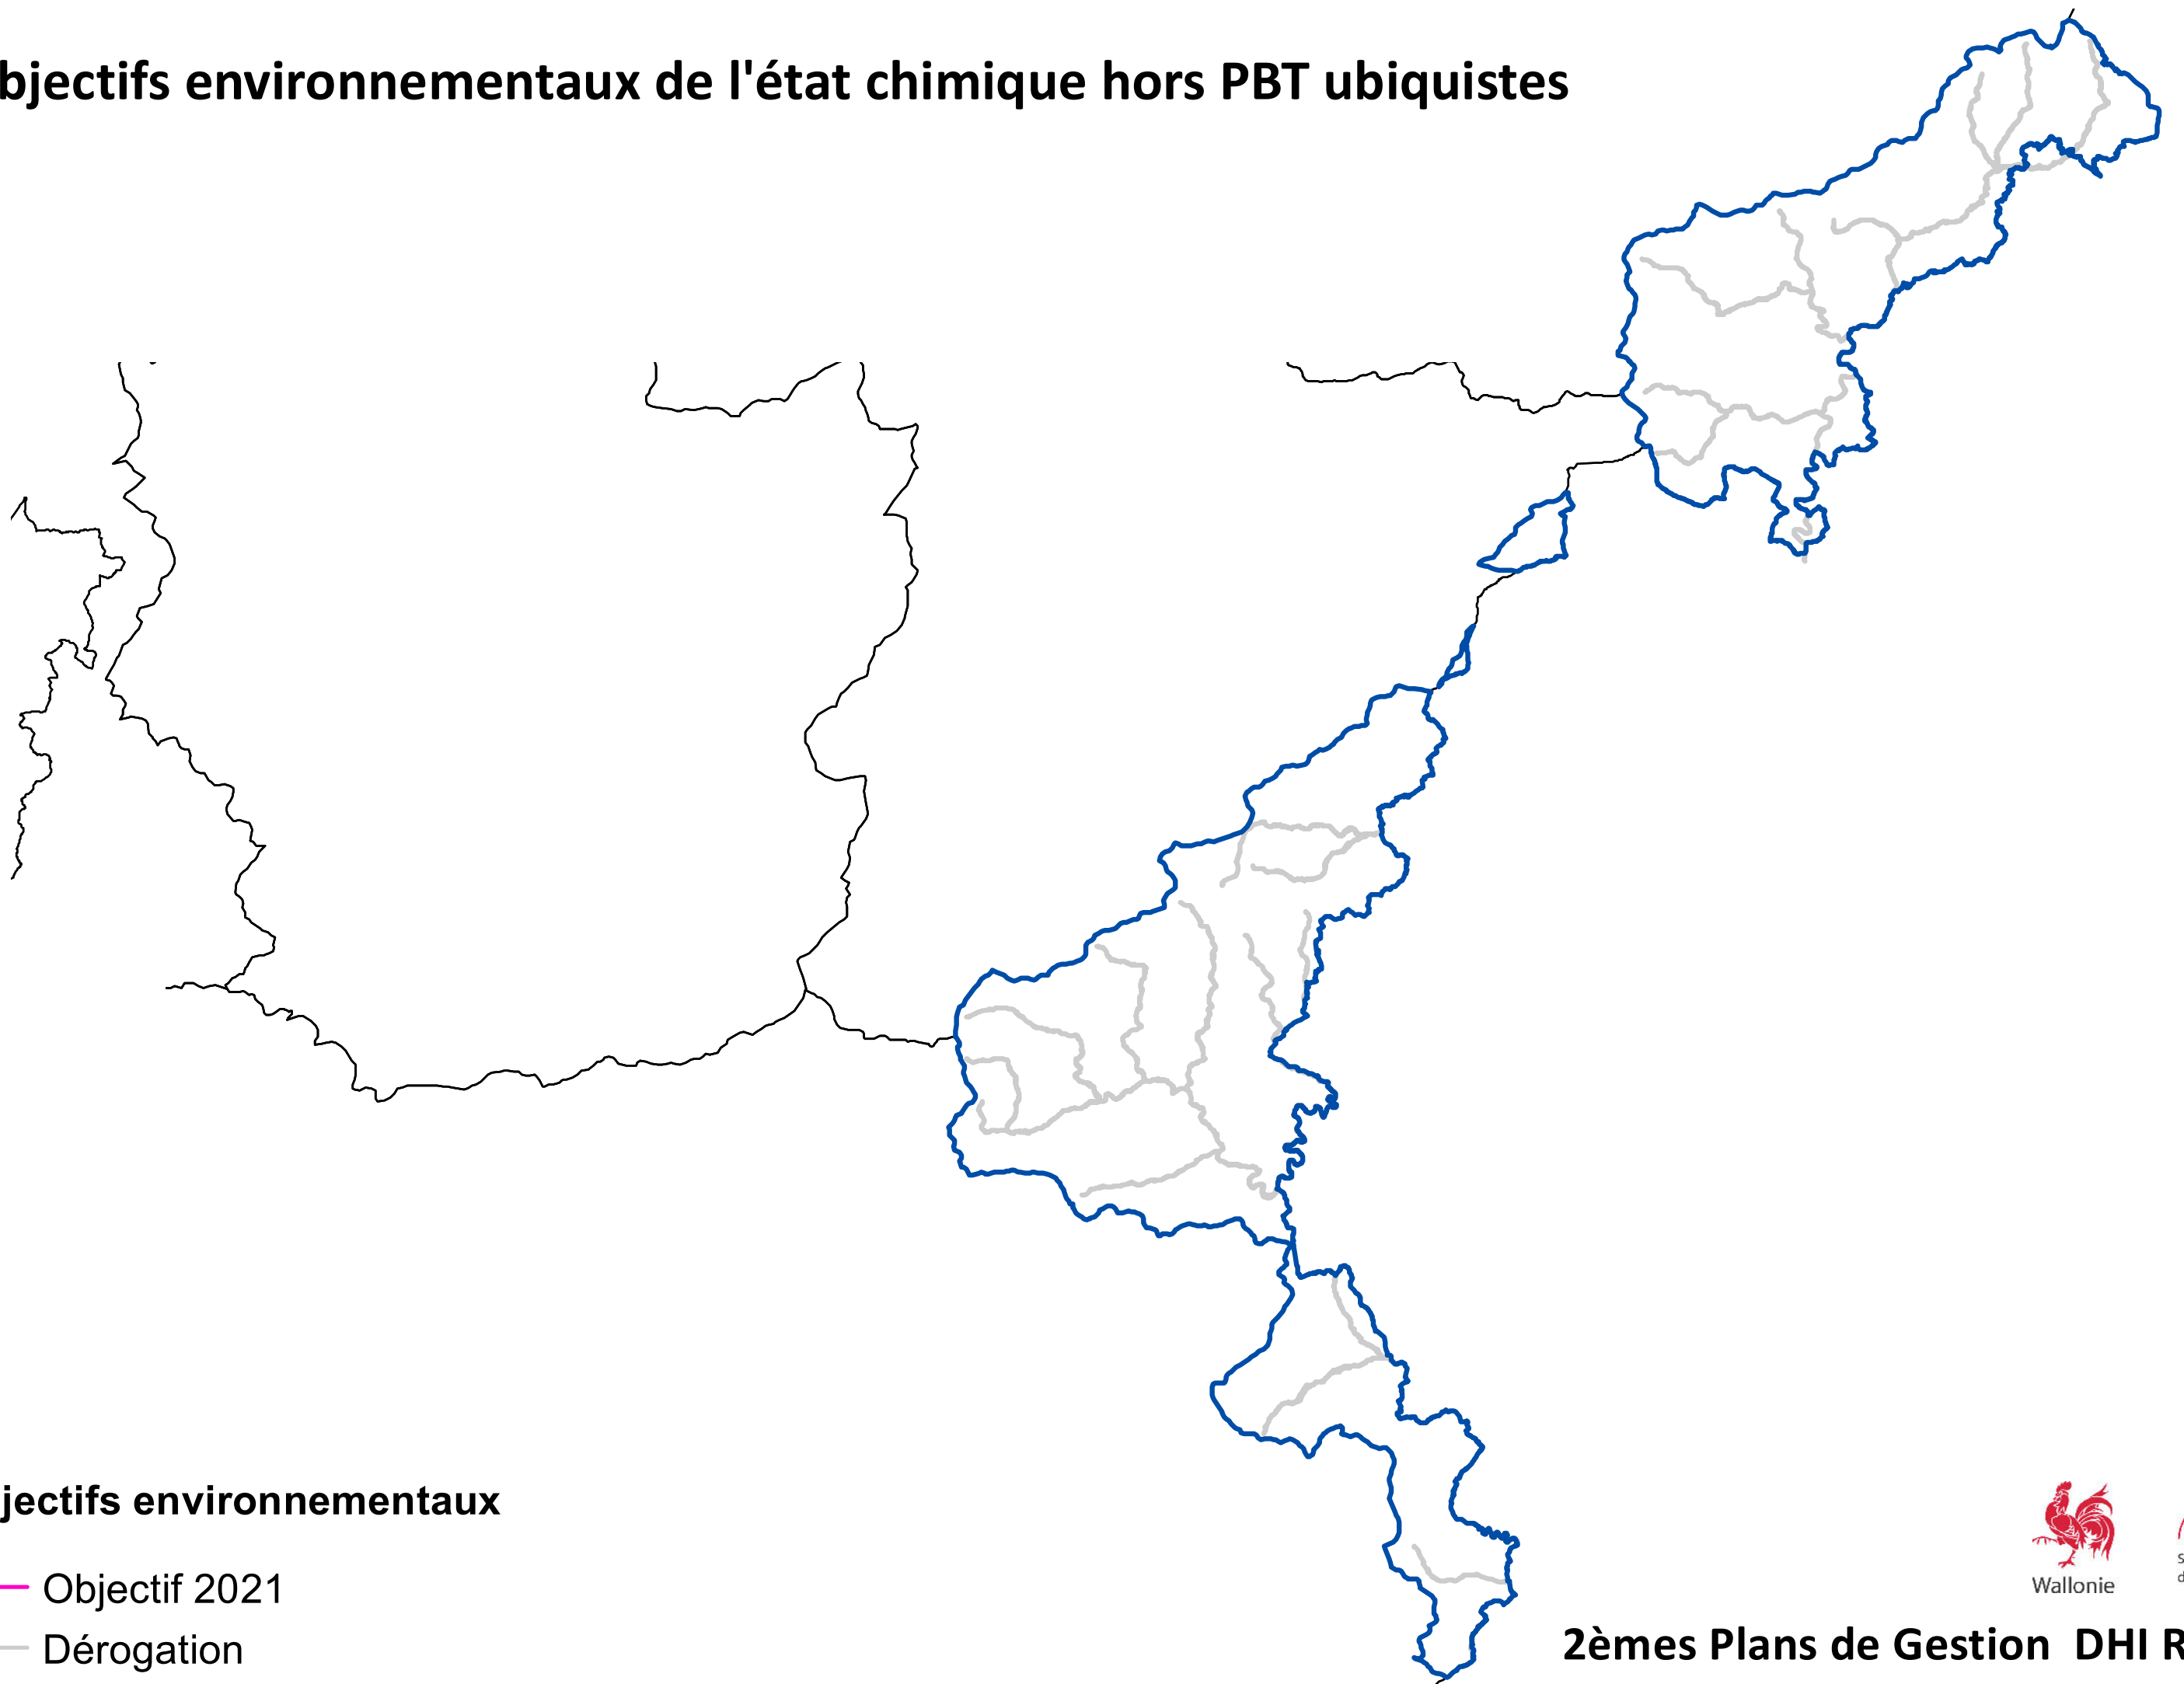 bjectifs environnementaux de l'état chimique hors PBT ubiquistes
jectifs environnementaux
Objectif 2021
Dérogation
Wallonie
2èmes Plans de Gestion DHI R